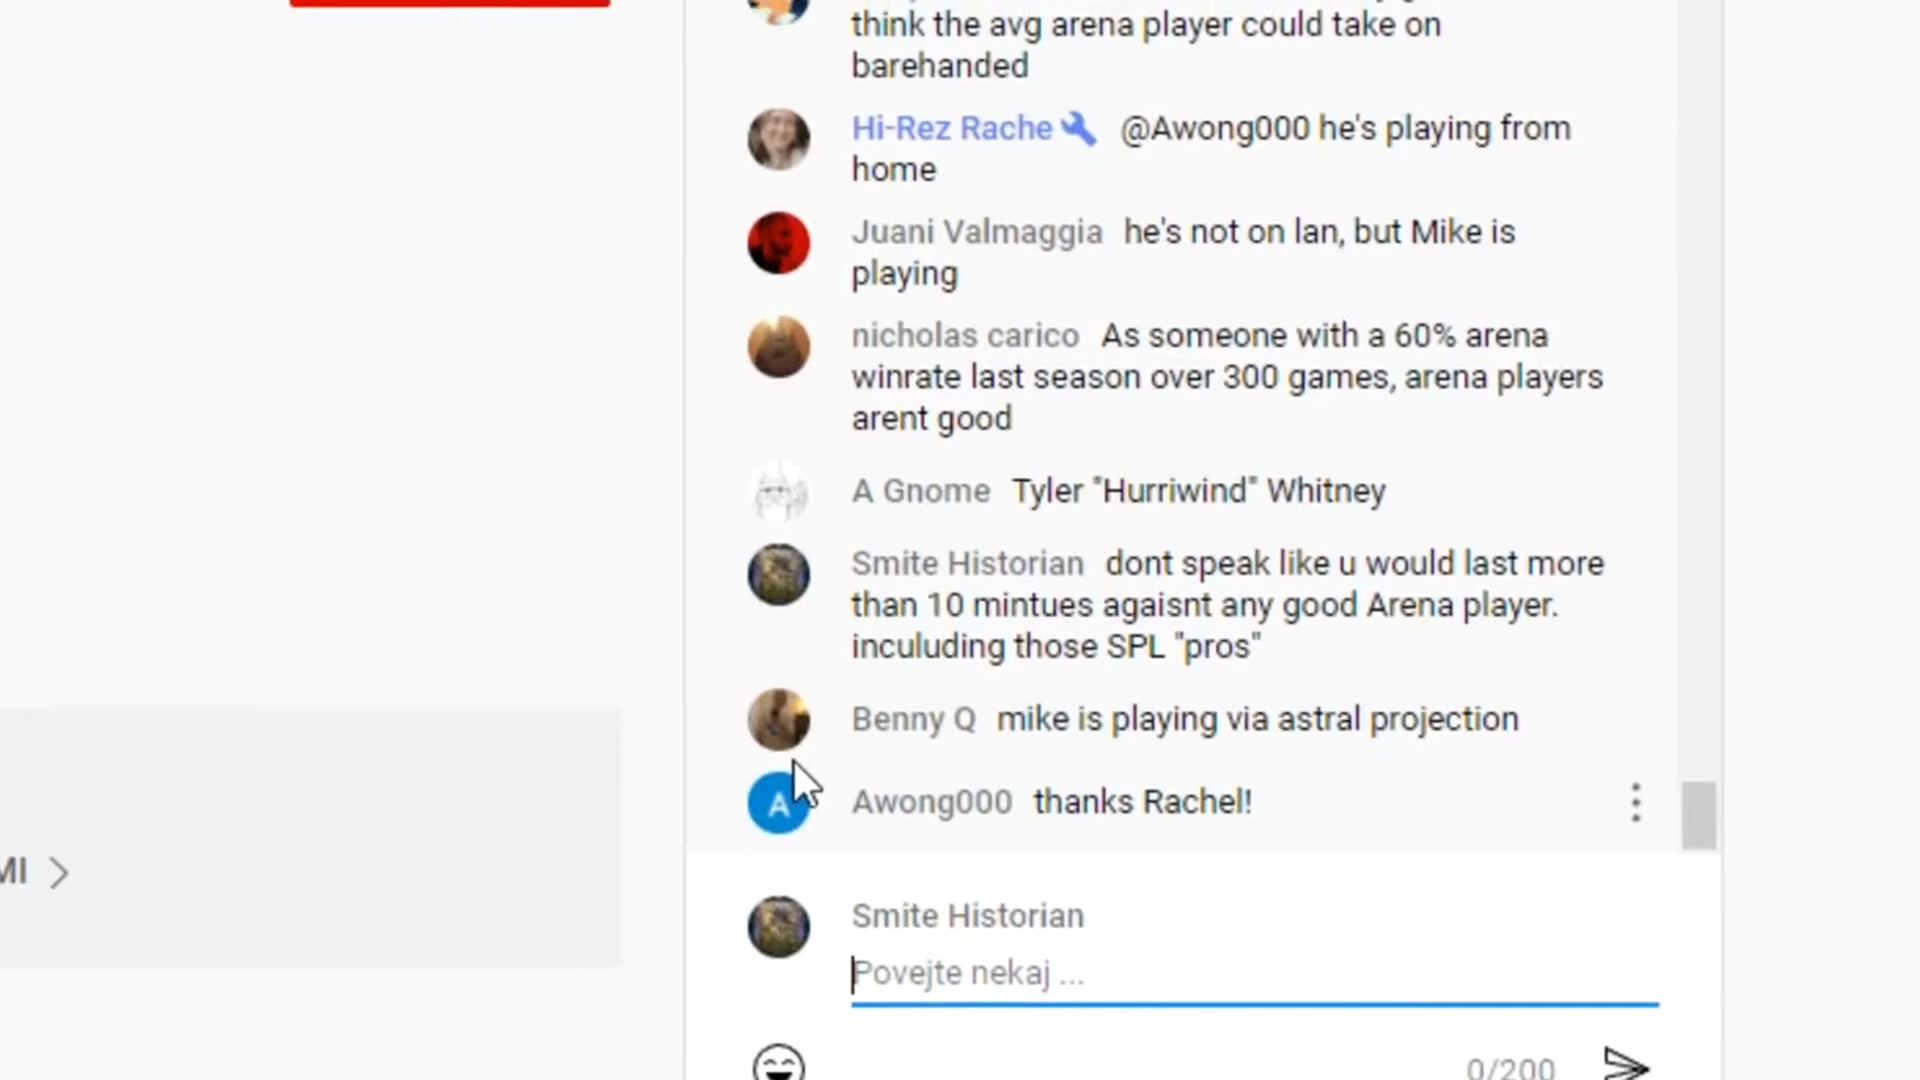 think the avg arena player could take on
barehanded
Hi-Rez Rache @Awong000 he's playing from
home
Juani Valmaggia he's not on lan, but Mike is
playing
nicholas carico As someone with a 60% arena
winrate last season over 300 games, arena players
arent good
A Gnome Tyler "Hurriwind" Whitney
Smite Historian dont speak like u would last more
than 10 mintues agaisnt any good Arena player.
inculuding those SPL "pros"
Benny Q mike is playing via astral projection
A Awong000 thanks Rachel!
MI
Smite Historian
Povejte nekaj ...
0/200